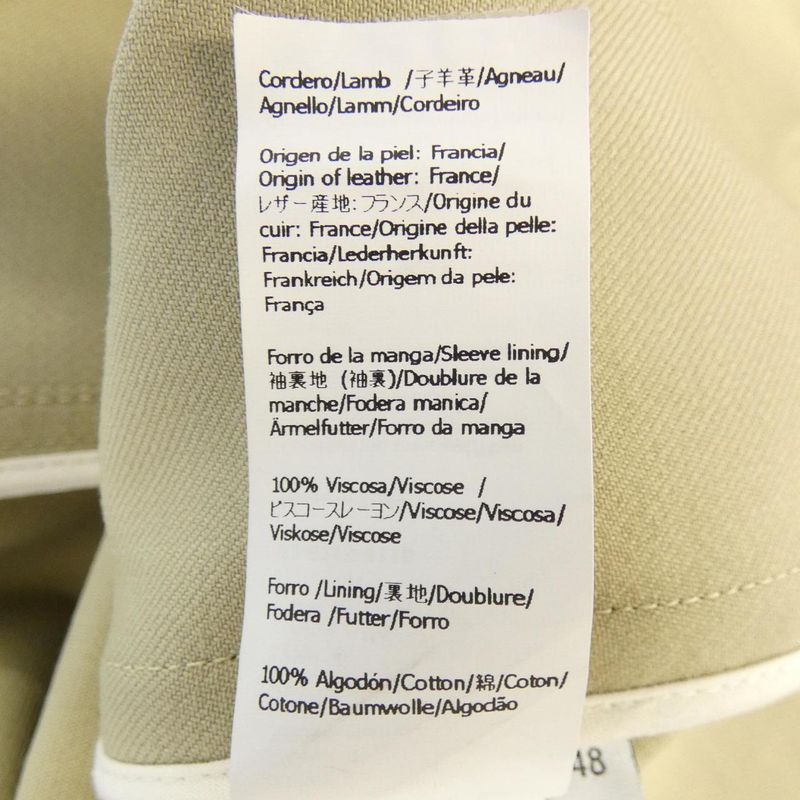 Cordero/Lamb /子羊革/Agneau/
Agnello/Lamm/Cordeiro
Origen de la piel: Francia/
Origin of leather: France/
レザー産地:フランス/Origine du
cuir: France/Origine della pelle:
Francia/Lederherkunft:
Frankreich/Origem da pele:
França
Forro de la manga/Sleeve lining/
袖裏地 (袖裏)/Doublure de la
manche/Fodera manica/
Ärmelfutter/Forro da manga
100% Viscosa/Viscose /
ビスコースレーヨン/Viscose/Viscosa/
Viskose/Viscose
Forro /Lining/裏地/Doublure/
Fodera /Futter/Forro
100% Algodón/Cotton/綿/Coton/
Cotone/Baumwolle/Algodão
48